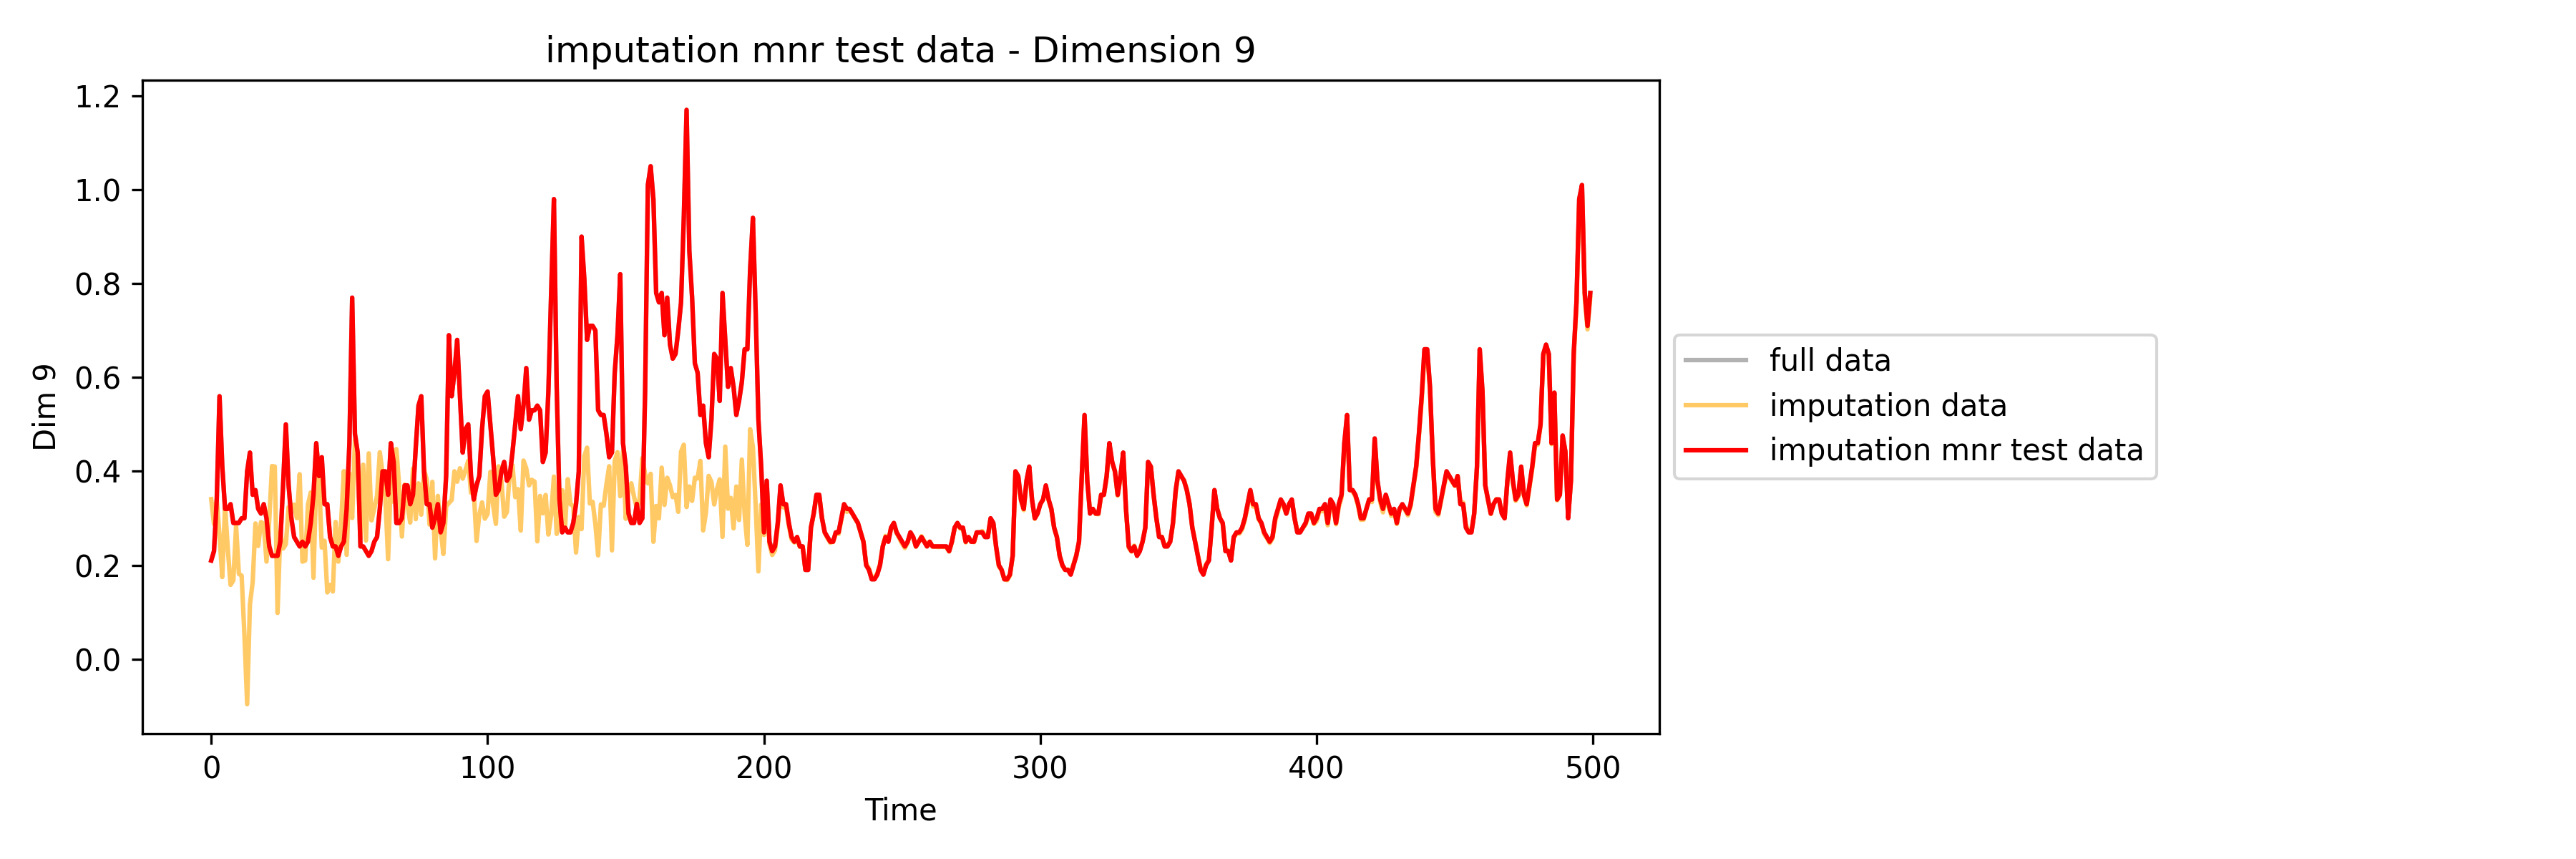 imputation mnr test data - Dimension 9
1.2
1.0
0.8
0.6
0.4
0.2
0.0
Dim 9
0 100 200 300 400 500
Time
full data
imputation data
imputation mnr test data